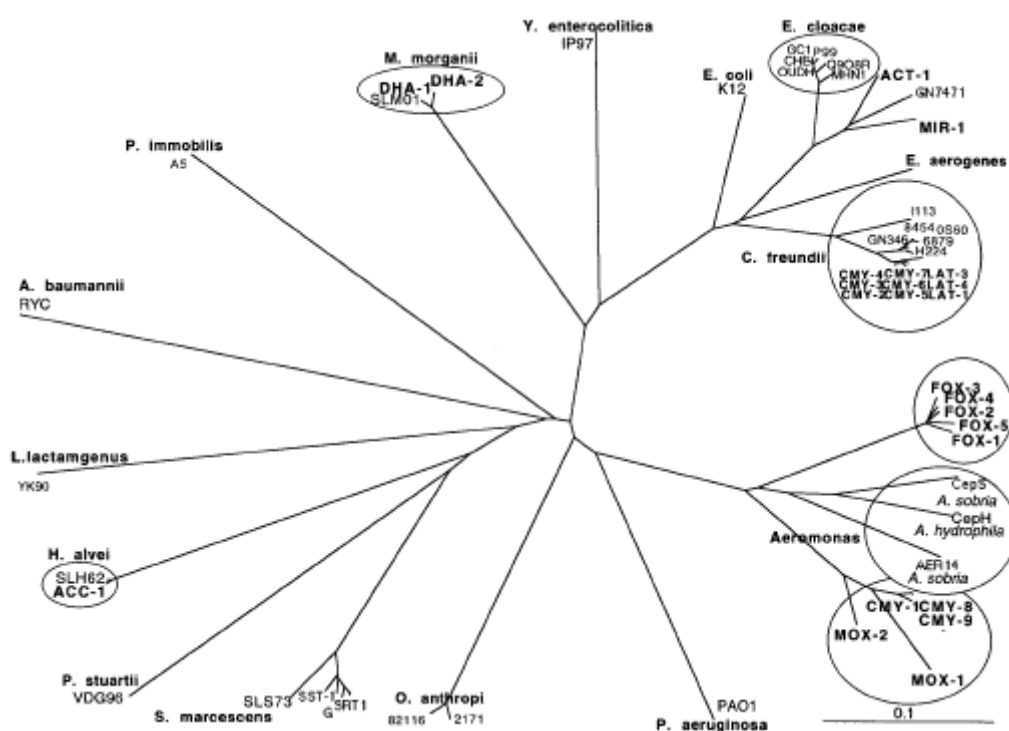 Y. enterocolitica
IP97
E. cloacae
GC1 P99
CHE
Q908R
OUDH MHN1
M. morganii
DHA-1 DHA-2
SLM01
E. coli
K12
ACT-1
GN7471
MIR-1
P. immobilis
A5
E. aerogenes
I113
8454 OS60
GN346 6879
H224
C. freundii
CMY-4 CMY-7 LAT-3
CMY-3 CMY-6 LAT-4
CMY-2 CMY-5 LAT-1
A. baumannii
RYC
FOX-3
FOX-4
FOX-2
FOX-5
FOX-1
L.lactamgenus
YK90
CepS
A. sobria
CepH
A. hydrophila
Aeromonas
AER14
A. sobria
H. alvei
SLH62
ACC-1
CMY-1 CMY-8
CMY-9
MOX-2
MOX-1
P. stuartii
VDG96
SLS73
SST-1
G SRT1
S. marcescens
O. anthropi
82116 2171
PAO1
P. aeruginosa
0.1